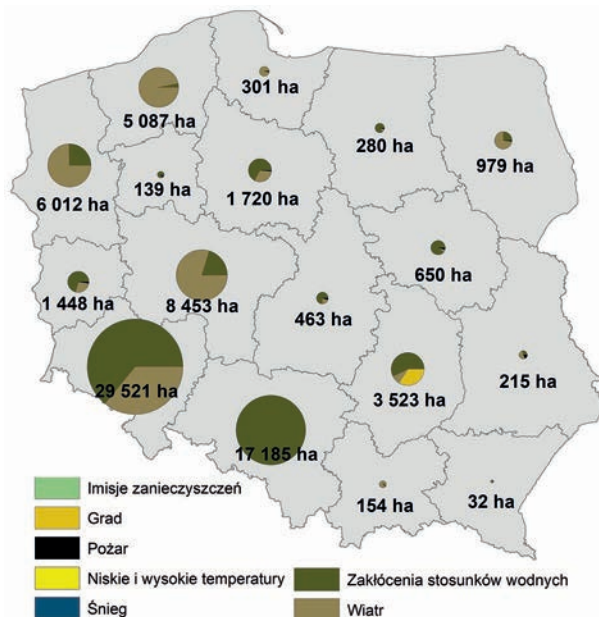 301 ha
5 087 ha
280 ha
979 ha
139 ha
1 720 ha
6 012 ha
650 ha
1 448 ha
8 453 ha
463 ha
215 ha
29 521 ha
3 523 ha
17 185 ha
154 ha
32 ha
Imisje zanieczyszczeń
Grad
Pożar
Niskie i wysokie temperatury
Zakłócenia stosunków wodnych
Śnieg
Wiatr